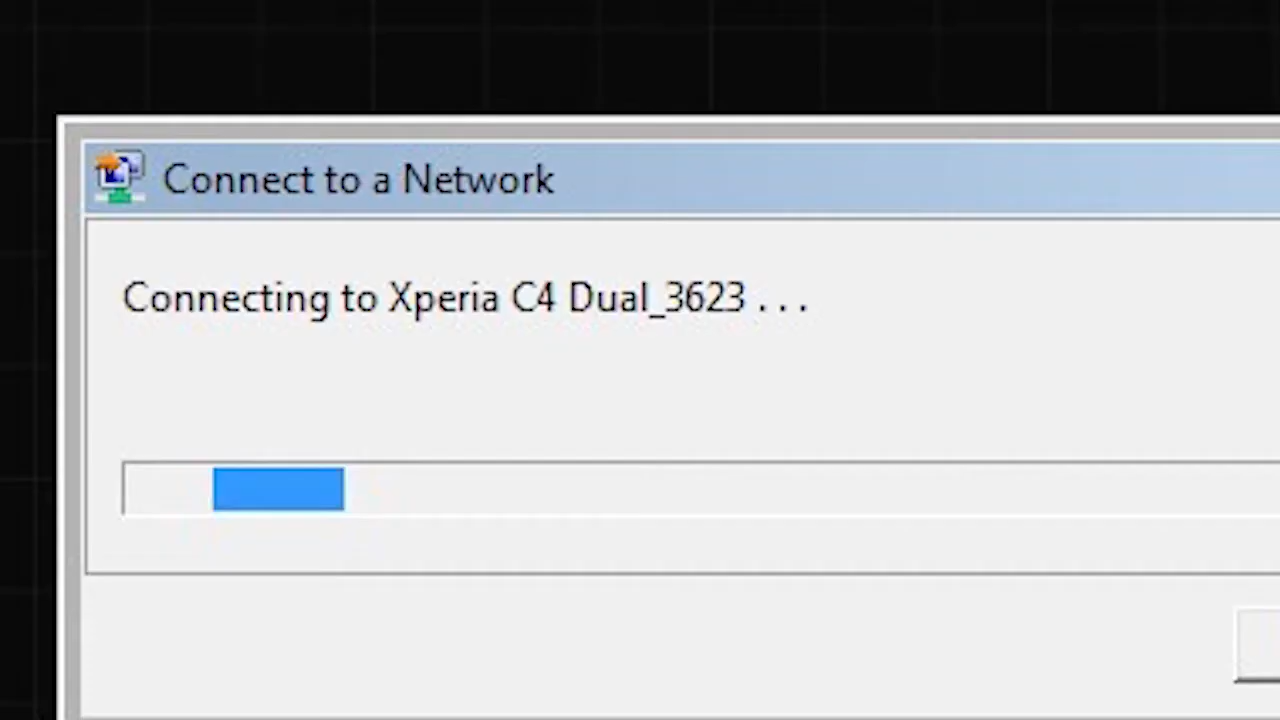 Connect to a Network
Connecting to Xperia C4 Dual_3623 . . .